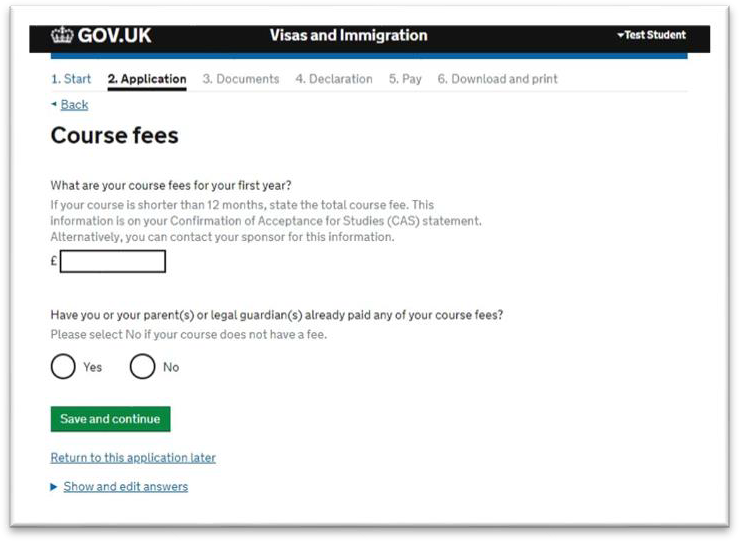 GOV.UK Visas and Immigration Test Student
1. Start 2. Application 3. Documents 4. Declaration 5. Pay 6. Download and print
Back
Course fees
What are your course fees for your first year?
If your course is shorter than 12 months, state the total course fee. This
information is on your Confirmation of Acceptance for Studies (CAS) statement.
Alternatively, you can contact your sponsor for this information.
£
Have you or your parent(s) or legal guardian(s) already paid any of your course fees?
Please select No if your course does not have a fee.
Yes No
Save and continue
Return to this application later
Show and edit answers